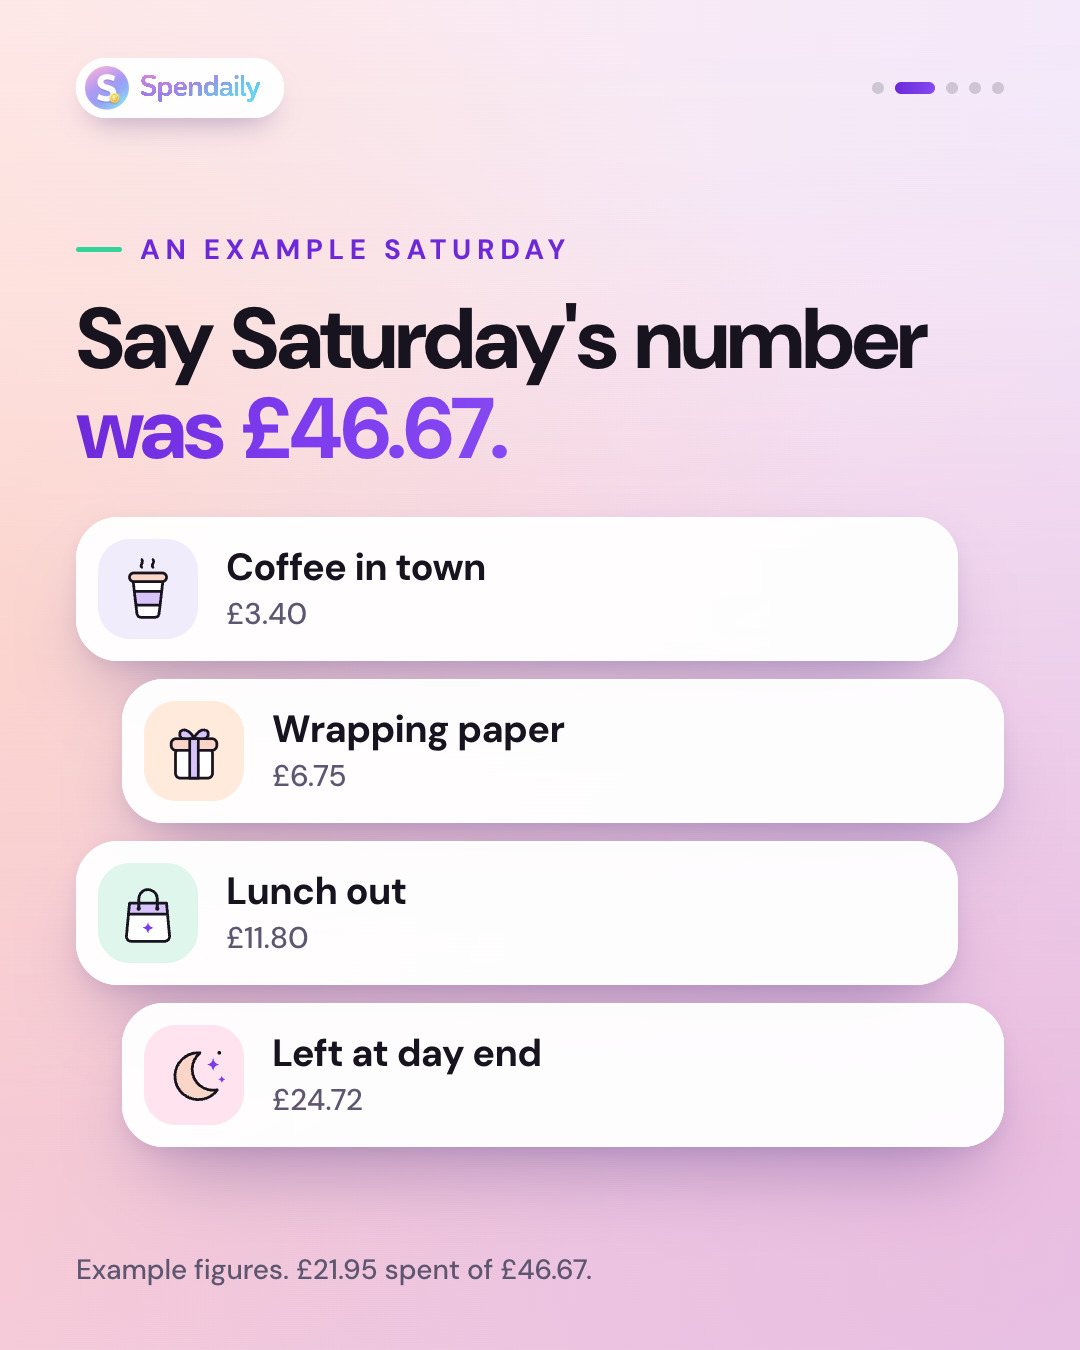 Spendaily
AN EXAMPLE SATURDAY
Say Saturday's number
was £46.67.
Coffee in town
£3.40
Wrapping paper
£6.75
Lunch out
£11.80
Left at day end
£24.72
Example figures. £21.95 spent of £46.67.